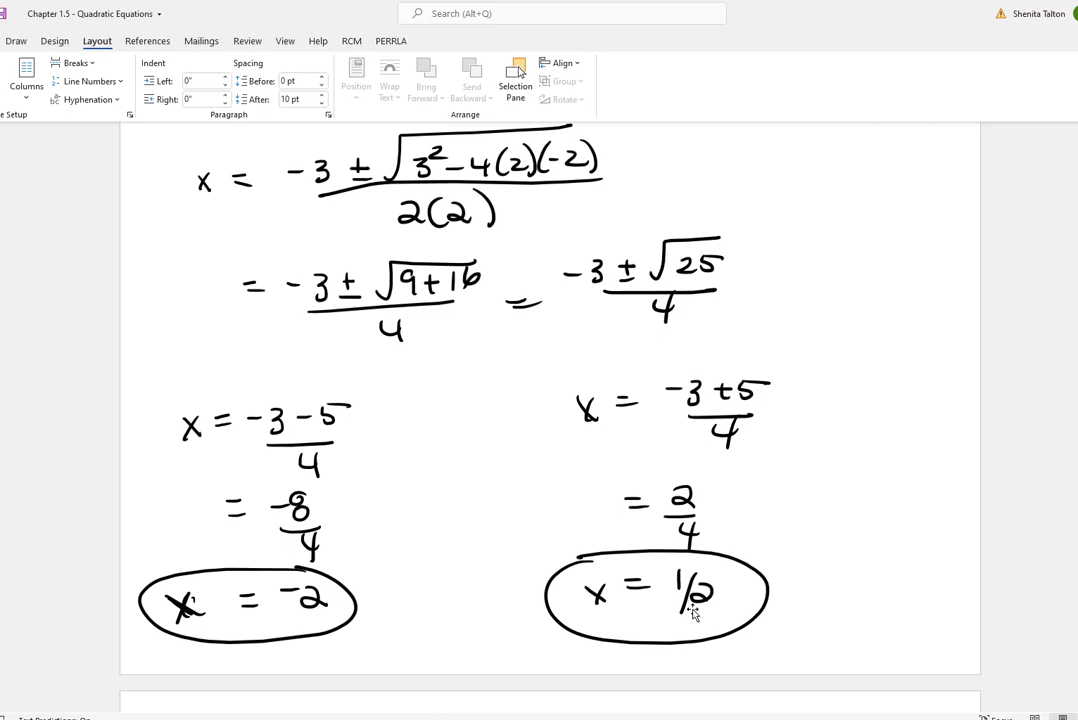 Chapter 1.5 - Quadratic Equations
Search (Alt+Q)
Shenita Talton
Draw Design Layout References Mailings Review View Help RCM PERRLA
Breaks Indent Spacing Align
Columns Line Numbers Left: 0" Before: 0 pt Position Wrap Text Bring Forward Send Backward Selection Pane Group
Hyphenation Right: 0" After: 10 pt Rotate
Paragraph Arrange
x = -3 ± √(3² - 4(2)(-2)) / 2(2)
= -3 ± √(9+16) / 4 = -3 ± √25 / 4
x = -3 - 5 / 4
x = -3 + 5 / 4
= -8 / 4
= 2 / 4
x = -2
x = 1/2